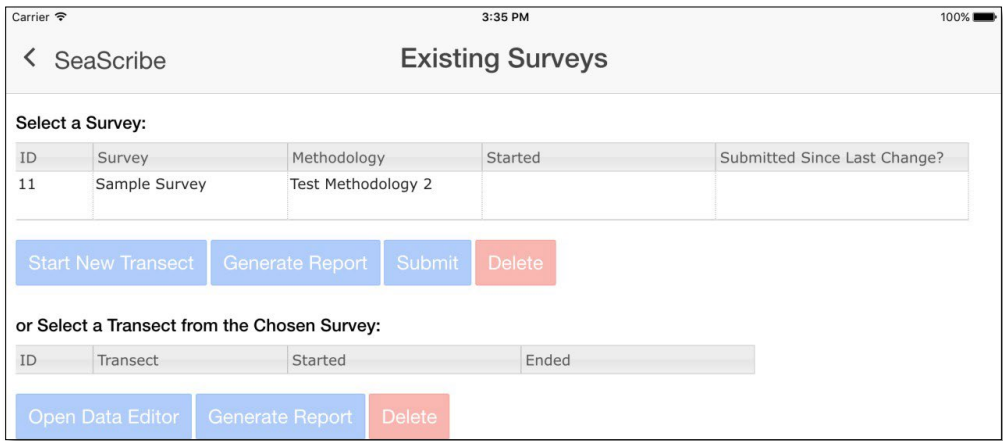 Carrier 3:35 PM 100%
SeaScribe Existing Surveys
Select a Survey:
ID Survey Methodology Started Submitted Since Last Change?
11 Sample Survey Test Methodology 2
Start New Transect Generate Report Submit Delete
or Select a Transect from the Chosen Survey:
ID Transect Started Ended
Open Data Editor Generate Report Delete